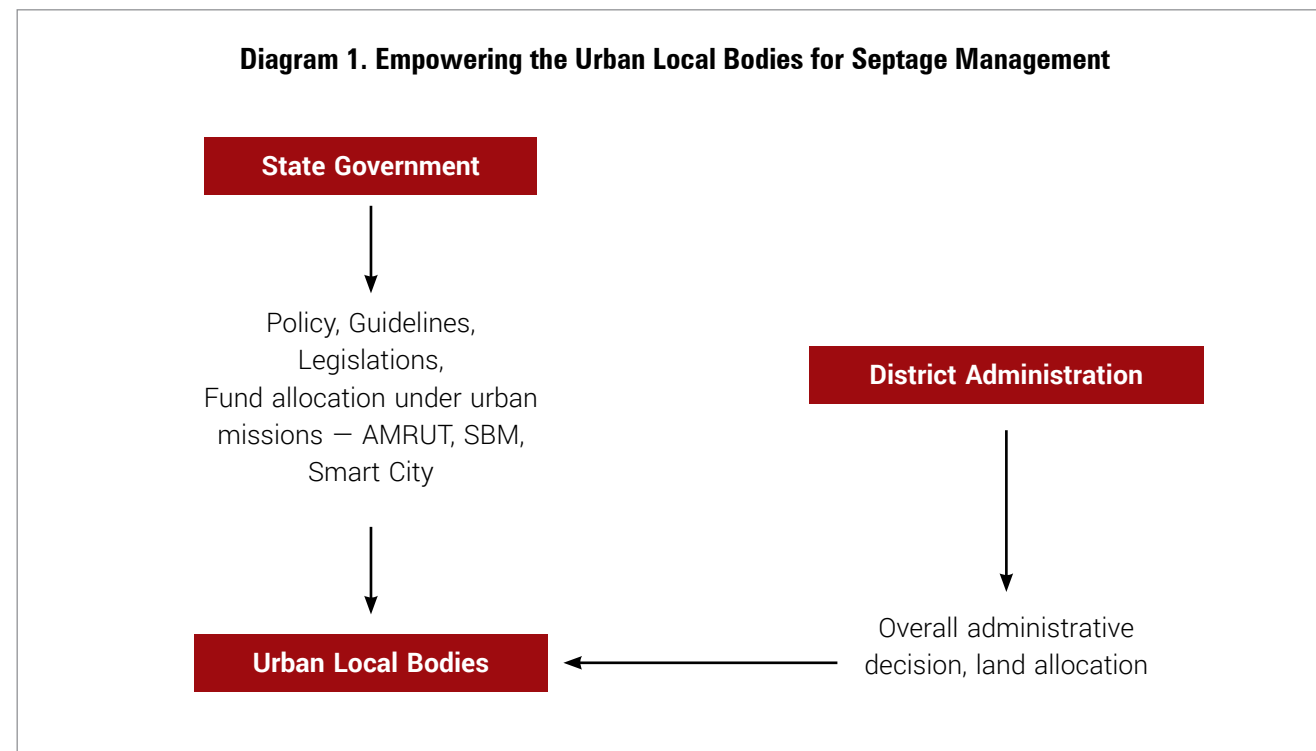 Diagram 1. Empowering the Urban Local Bodies for Septage Management
State Government
Policy, Guidelines,
Legislations,
Fund allocation under urban
missions — AMRUT, SBM,
Smart City
District Administration
Overall administrative
decision, land allocation
Urban Local Bodies